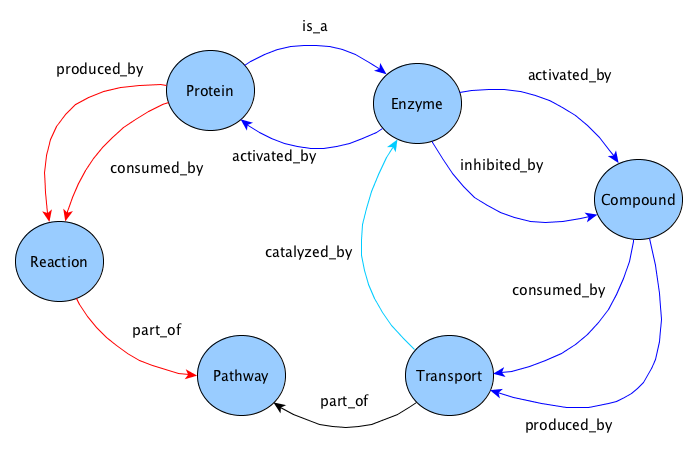 is_a
produced_by
activated_by
Protein
Enzyme
activated_by
inhibited_by
consumed_by
Compound
catalyzed_by
Reaction
consumed_by
part_of
Pathway
Transport
part_of
produced_by